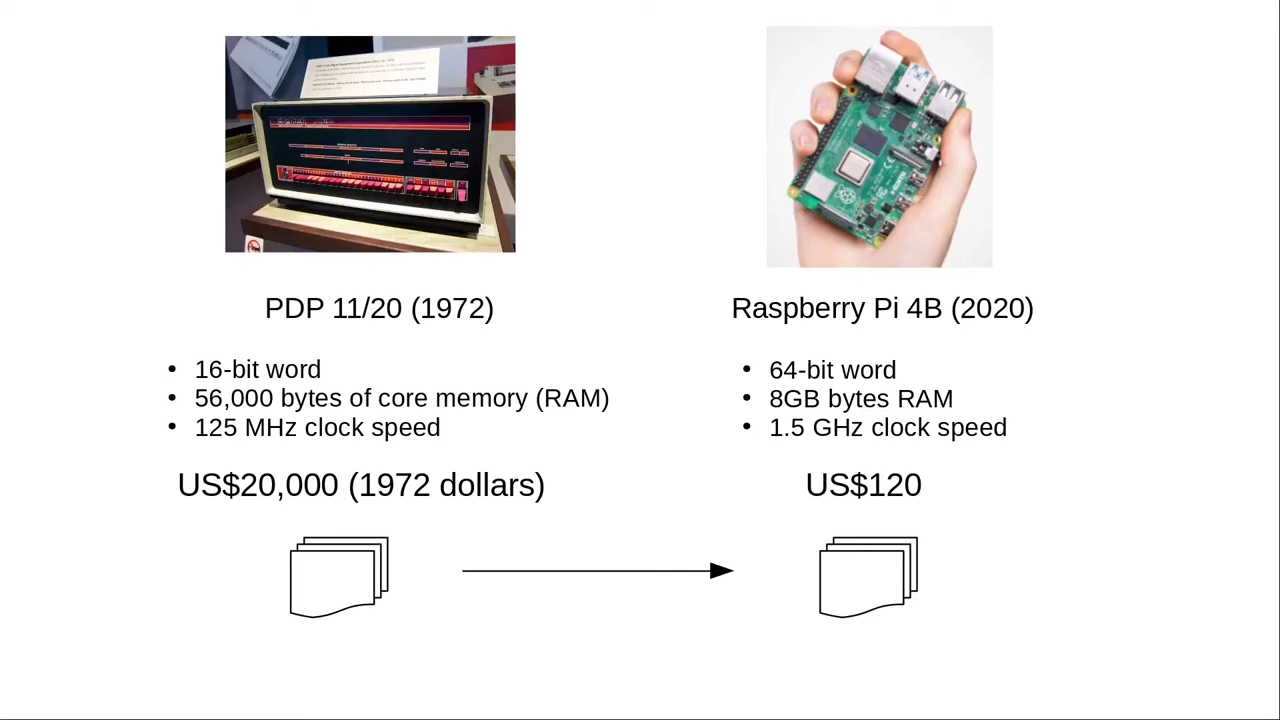 PDP 11/20 (1972)
• 16-bit word
• 56,000 bytes of core memory (RAM)
• 125 MHz clock speed
US$20,000 (1972 dollars)
Raspberry Pi 4B (2020)
• 64-bit word
• 8GB bytes RAM
• 1.5 GHz clock speed
US$120